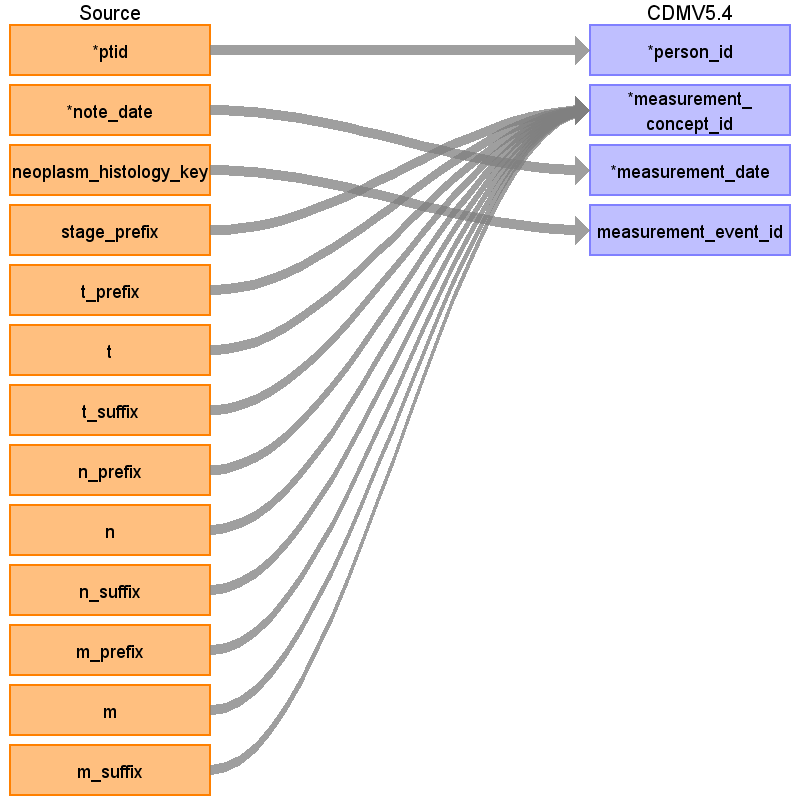 Source
CDMV5.4
*ptid
*person_id
*note_date
*measurement_
concept_id
neoplasm_histology_key
*measurement_date
stage_prefix
measurement_event_id
t_prefix
t
t_suffix
n_prefix
n
n_suffix
m_prefix
m
m_suffix